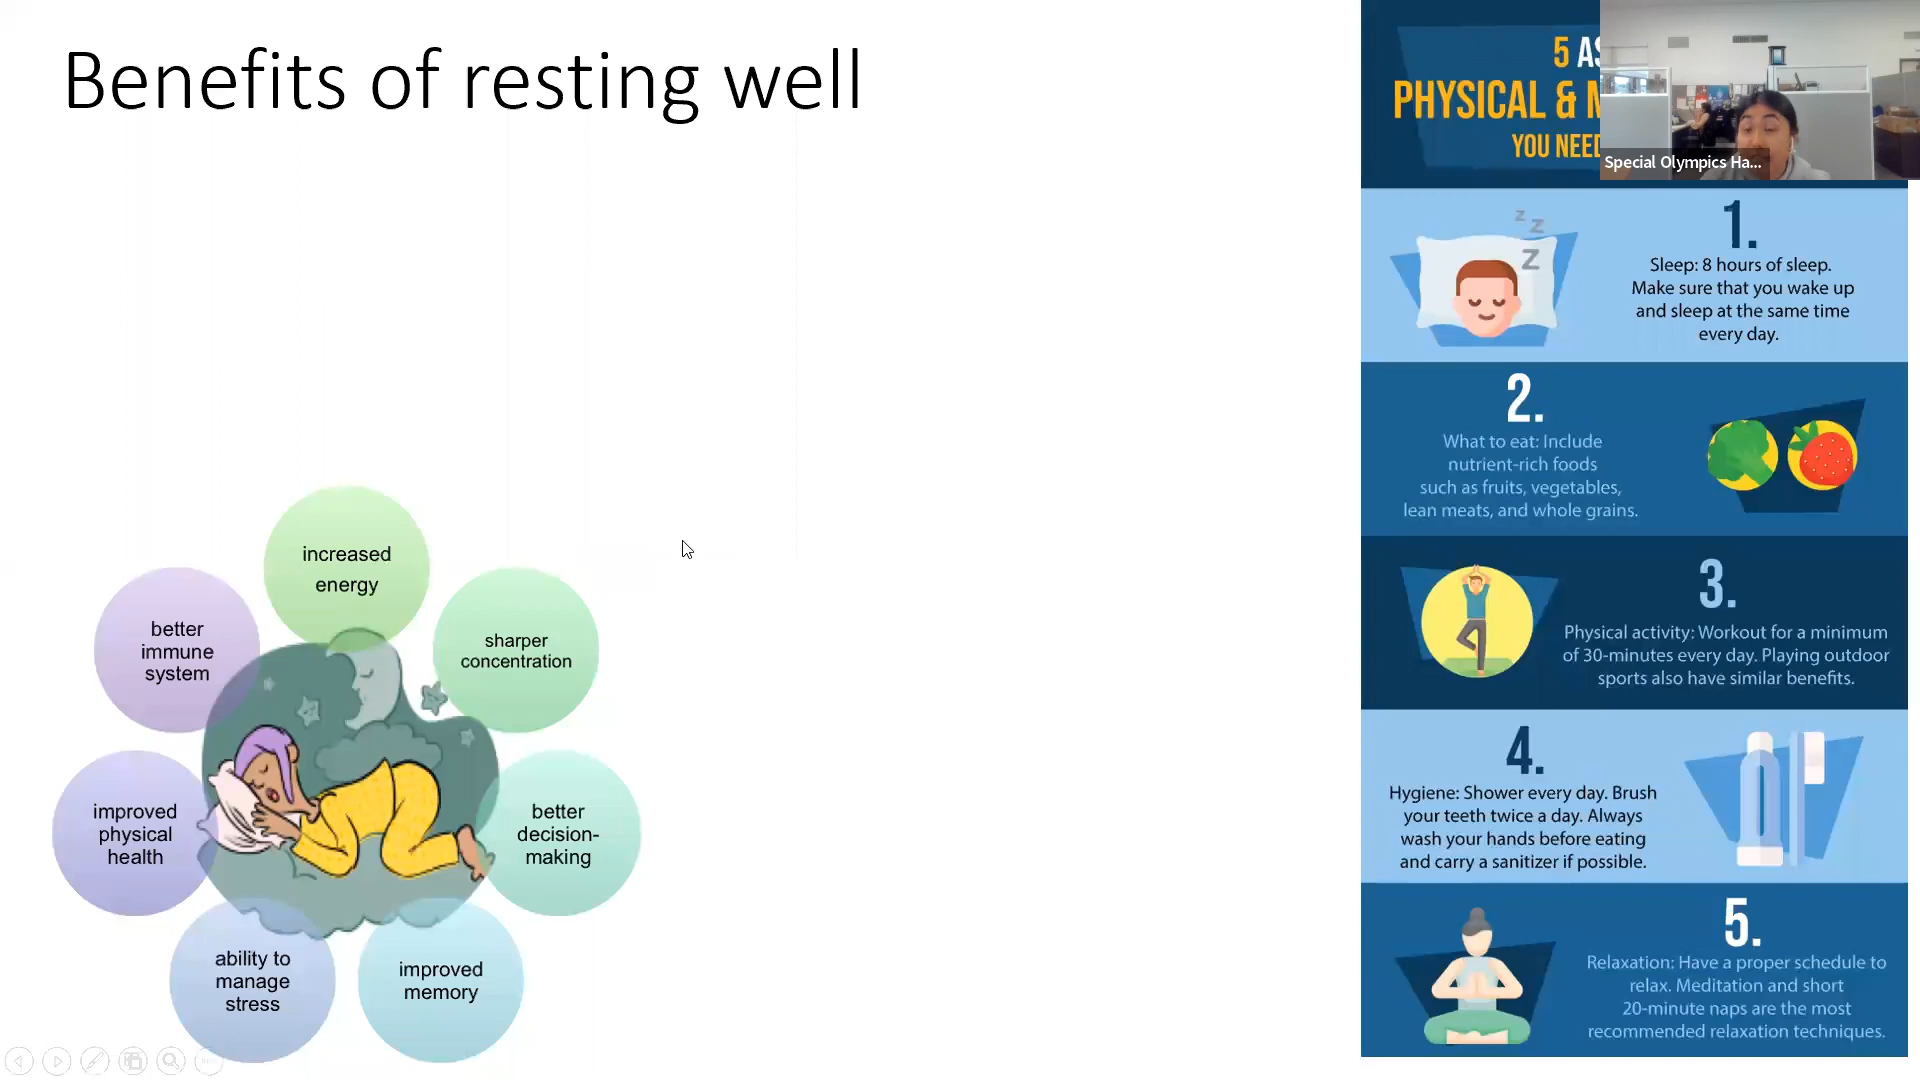 Benefits of resting well
increased
energy
better
immune
system
sharper
concentration
improved
physical
health
better
decision-
making
ability to
manage
stress
improved
memory
5
PHYSICAL &
YOU NEED
Special Olympics Ha...
z
z
Z
1.
Sleep: 8 hours of sleep.
Make sure that you wake up
and sleep at the same time
every day.
2.
What to eat: Include
nutrient-rich foods
such as fruits, vegetables,
lean meats, and whole grains.
3.
Physical activity: Workout for a minimum
of 30-minutes every day. Playing outdoor
sports also have similar benefits.
4.
Hygiene: Shower every day. Brush
your teeth twice a day. Always
wash your hands before eating
and carry a sanitizer if possible.
5.
Relaxation: Have a proper schedule to
relax. Meditation and short
20-minute naps are the most
recommended relaxation techniques.